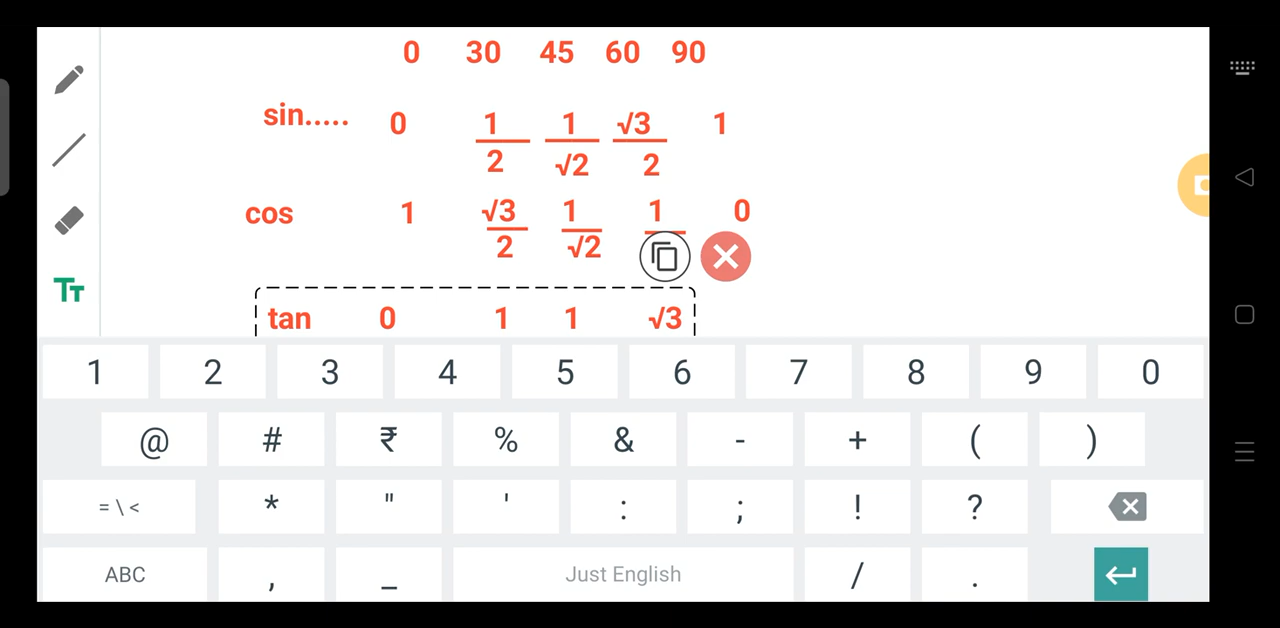 0 30 45 60 90
sin..... 0 1/2 1/√2 √3/2 1
cos 1 √3/2 1/√2 1 0
tan 0 1 1 √3
Tт
1 2 3 4 5 6 7 8 9 0
@ # ₹ % & - + ( )
= \ < * " ' : ; ! ?
ABC , _ Just English / .